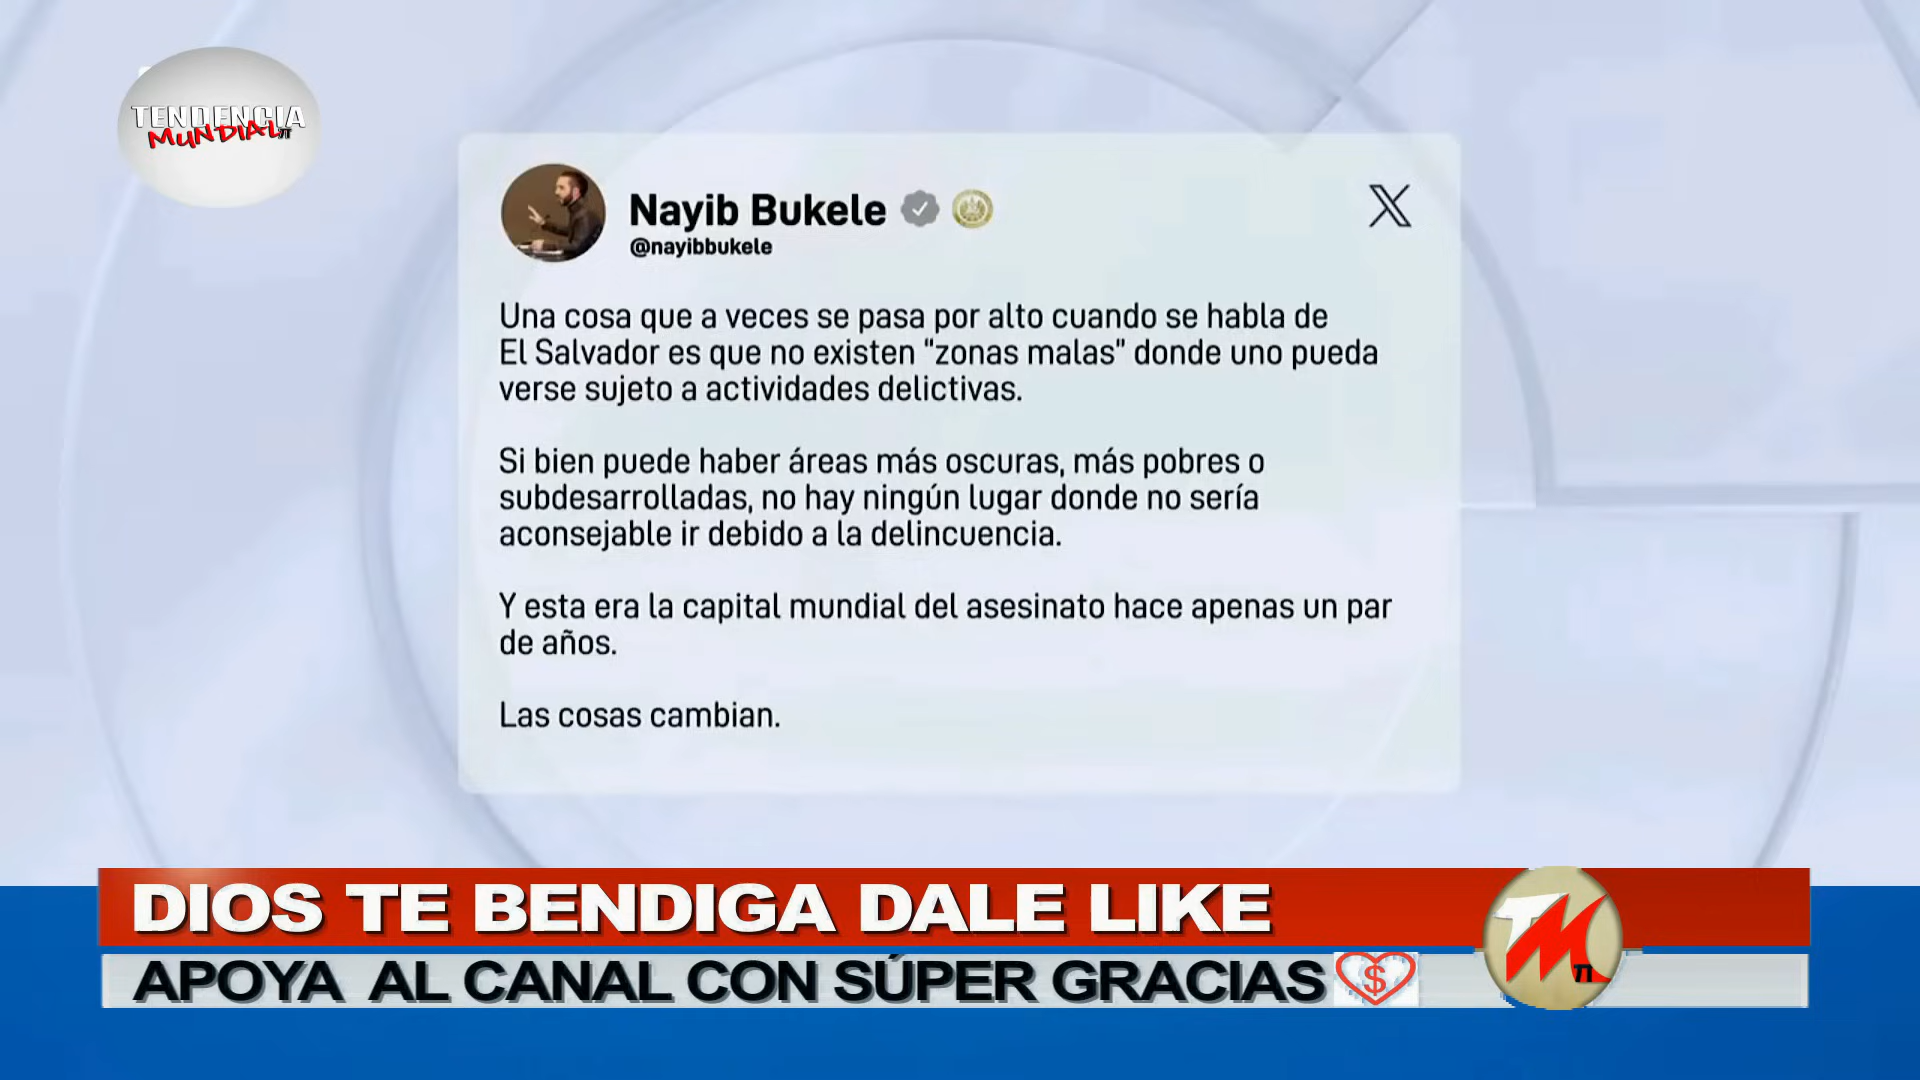 TENDENCIA
MUNDIAL
Nayib Bukele
@nayibbukele
Una cosa que a veces se pasa por alto cuando se habla de
El Salvador es que no existen “zonas malas” donde uno pueda
verse sujeto a actividades delictivas.
Si bien puede haber áreas más oscuras, más pobres o
subdesarrolladas, no hay ningún lugar donde no sería
aconsejable ir debido a la delincuencia.
Y esta era la capital mundial del asesinato hace apenas un par
de años.
Las cosas cambian.
DIOS TE BENDIGA DALE LIKE
APOYA AL CANAL CON SÚPER GRACIAS $
TM